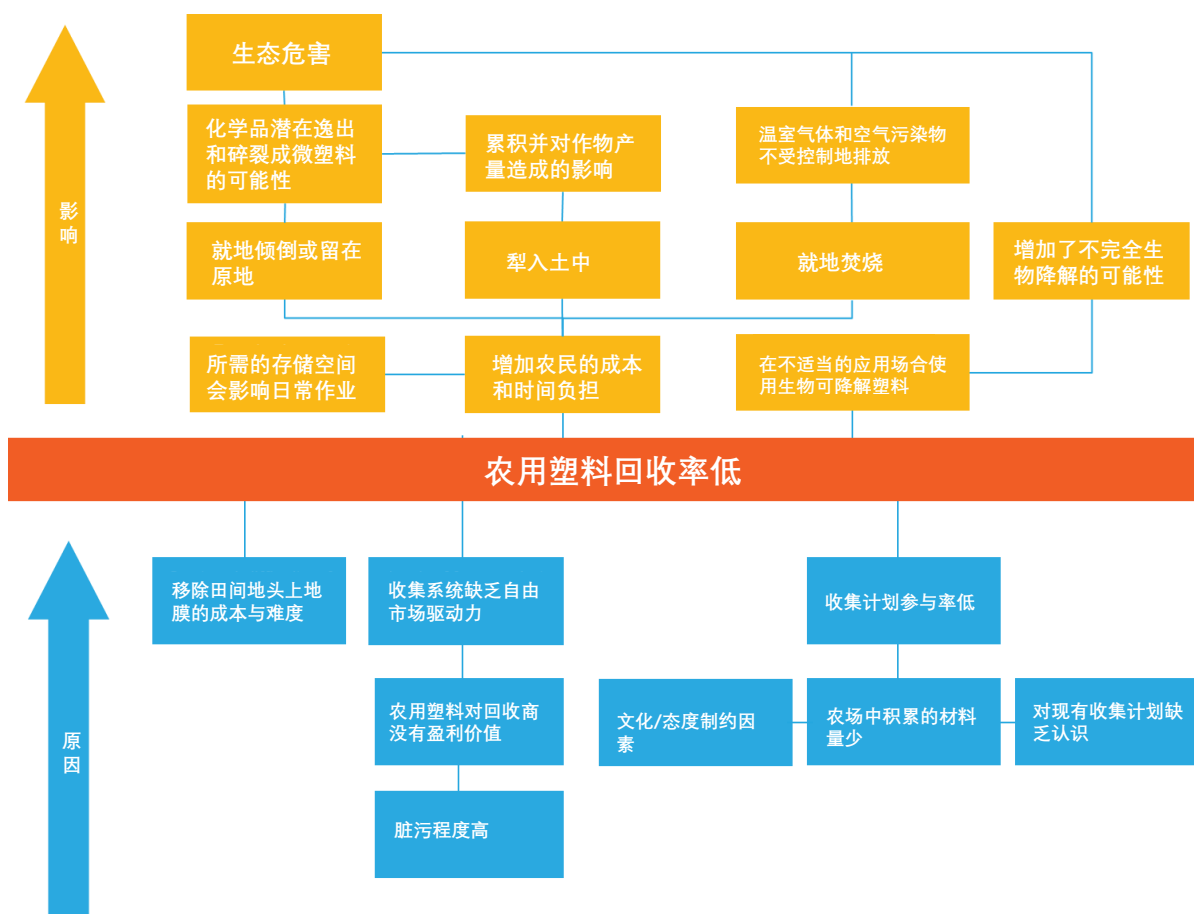 生态危害
化学品潜在逸出
和碎裂成微塑料
的可能性
累积并对作物产
量造成的影响
温室气体和空气污染物
不受控制地排放
影
响
就地倾倒或留在
原地
犁入土中
就地焚烧
增加了不完全生
物降解的可能性
所需的存储空间
会影响日常作业
增加农民的成本
和时间负担
在不适当的应用场合使
用生物可降解塑料
农用塑料回收率低
移除田间地头上地
膜的成本与难度
收集系统缺乏自由
市场驱动力
收集计划参与率低
原
因
农用塑料对回收商
没有盈利价值
文化/态度制约因
素
农场中积累的材料
量少
对现有收集计划缺
乏认识
脏污程度高